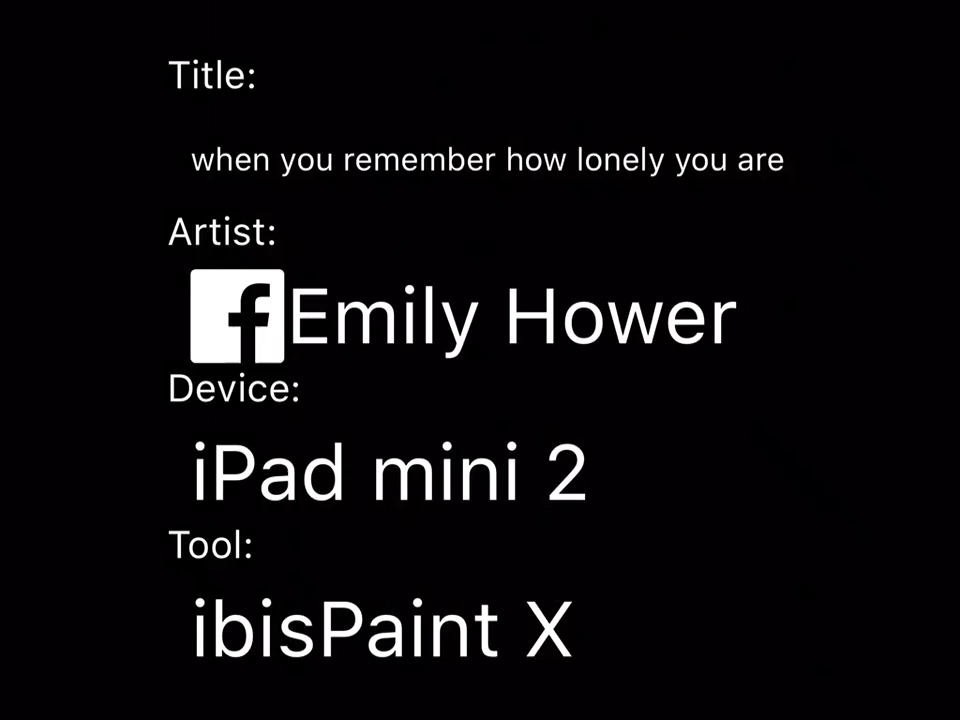 Title:
when you remember how lonely you are
Artist:
Emily Hower
Device:
iPad mini 2
Tool:
ibisPaint X